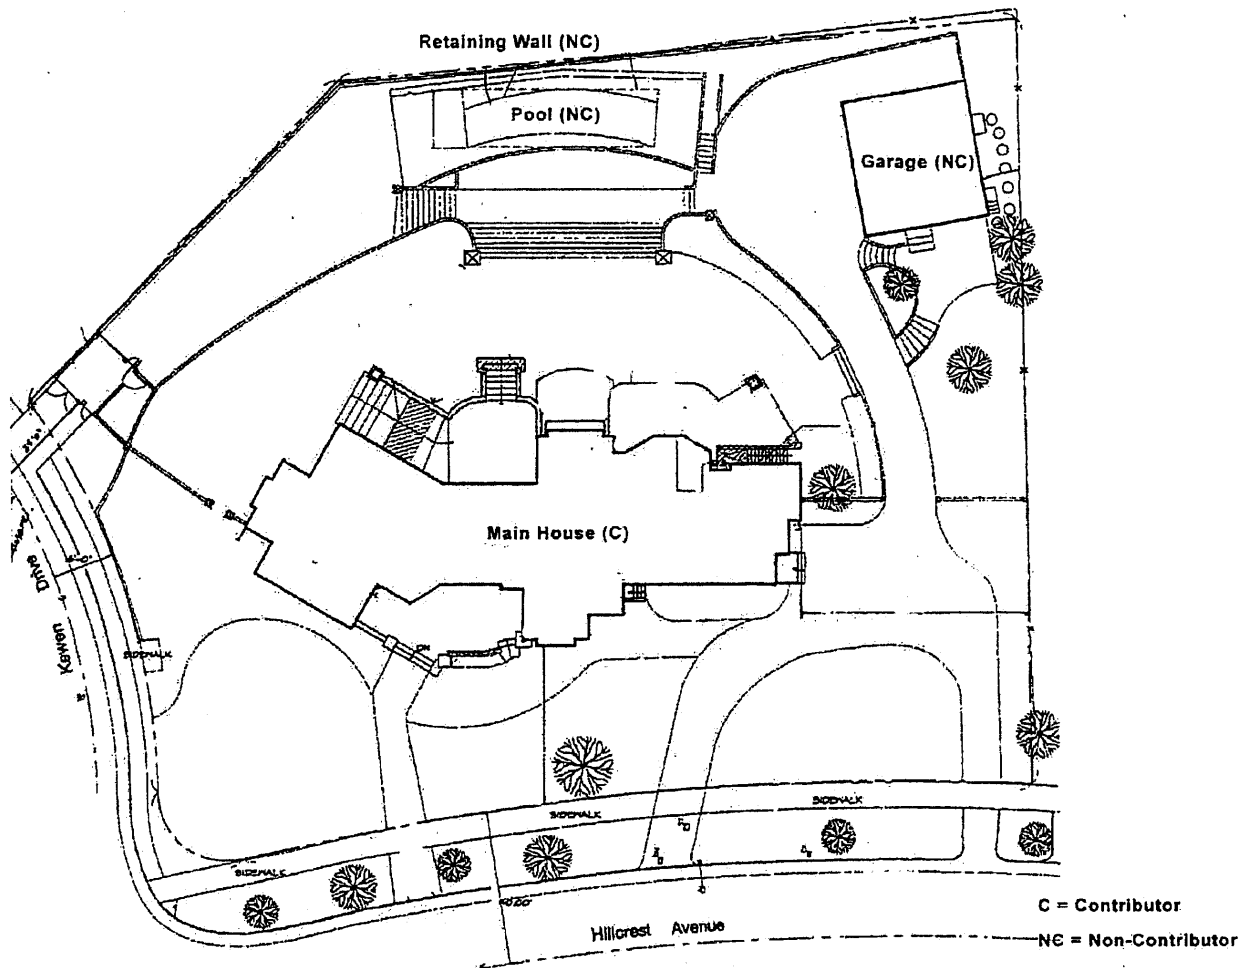 Retaining Wall (NC)
Pool (NC)
Garage (NC)
Main House (C)
Kewen Drive
SIDEWALK
SIDEWALK
SIDEWALK
SIDEWALK
Hillcrest Avenue
C = Contributor
NC = Non-Contributor